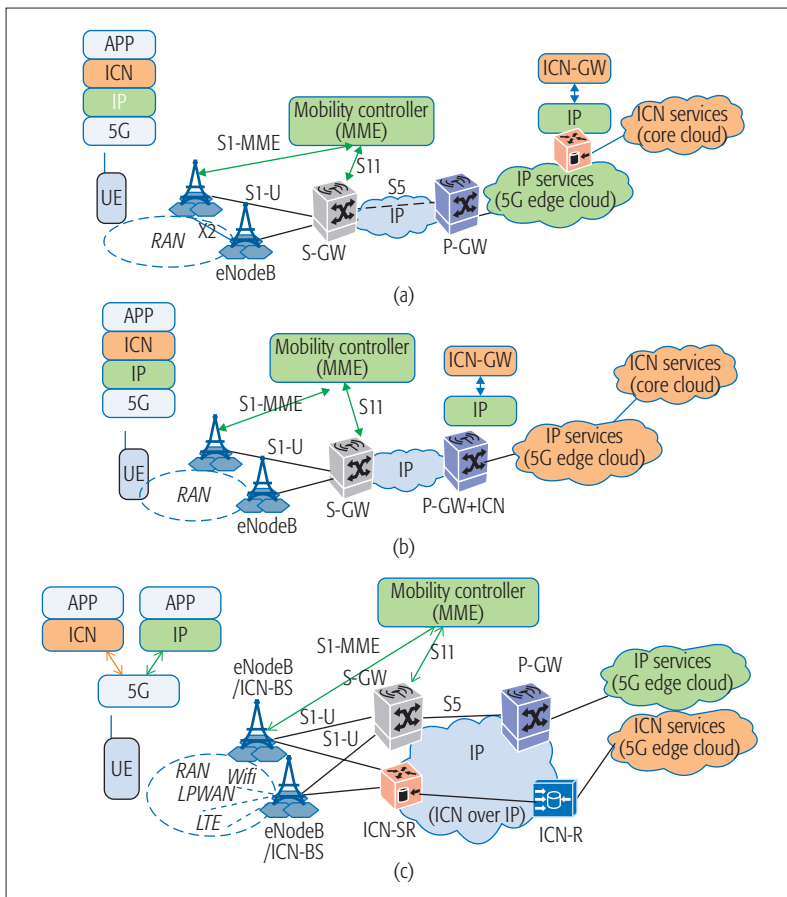 APP
ICN
IP
5G
UE
RAN
X2
eNodeB
S1-MME
S1-U
Mobility controller
(MME)
S11
S-GW
S5
IP
P-GW
ICN-GW
IP
IP services
(5G edge cloud)
ICN services
(core cloud)
(a)
APP
ICN
IP
5G
UE
RAN
eNodeB
S1-MME
S1-U
Mobility controller
(MME)
S11
S-GW
IP
P-GW+ICN
ICN-GW
IP
IP services
(5G edge cloud)
ICN services
(core cloud)
(b)
APP
APP
ICN
IP
5G
UE
RAN
Wifi
LPWAN
LTE
eNodeB
/ICN-BS
eNodeB
/ICN-BS
S1-MME
S1-U
S1-U
Mobility controller
(MME)
S11
S-GW
S5
P-GW
IP
(ICN over IP)
ICN-SR
ICN-R
IP services
(5G edge cloud)
ICN services
(5G edge cloud)
(c)